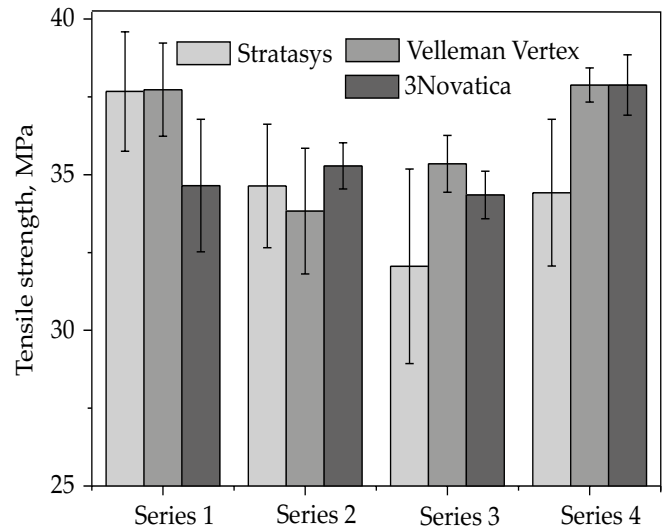 40
35
30
25
Tensile strength, MPa
Stratasys
Velleman Vertex
3Novatica
Series 1
Series 2
Series 3
Series 4